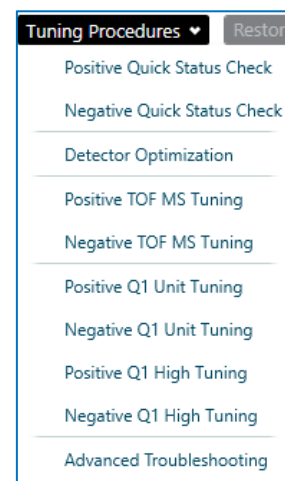 Tuning Procedures
Positive Quick Status Check
Negative Quick Status Check
Detector Optimization
Positive TOF MS Tuning
Negative TOF MS Tuning
Positive Q1 Unit Tuning
Negative Q1 Unit Tuning
Positive Q1 High Tuning
Negative Q1 High Tuning
Advanced Troubleshooting